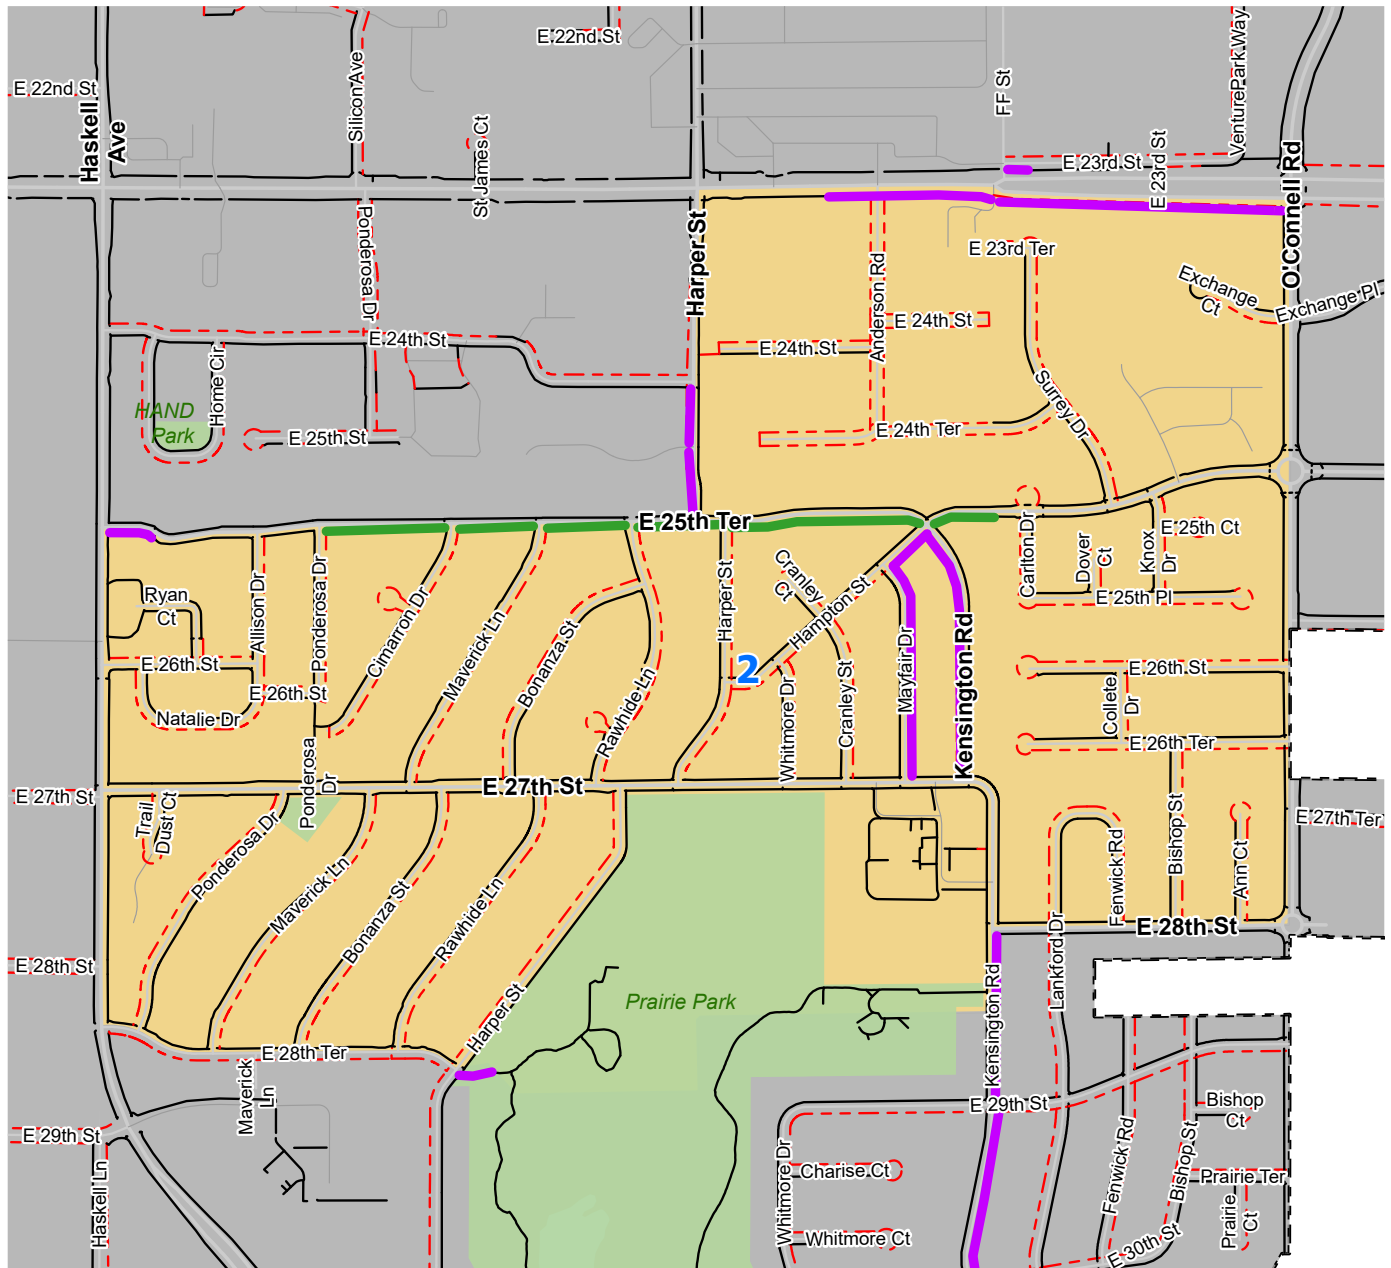 E 22nd St
E 22nd St
Haskell
Ave
Silicon Ave
St James Ct
FF St
VenturePark Way
E 23rd St
E 23rd St
O'Connell Rd
Harper St
Ponderosa Dr
E 23rd Ter
Anderson Rd
Exchange
Ct
Exchange Pl
E 24th St
E 24th St
E 24th St
Home Cir
HAND
Park
E 25th St
Surrey Dr
E 24th Ter
E 25th Ter
Carlton Dr
Dover
Ct
Knox
Dr
E 25th Ct
E 25th Pl
Ryan
Ct
Allison Dr
Ponderosa Dr
Cimarron Dr
Maverick Ln
Bonanza St
Rawhide Ln
Harper St
Cranley
Ct
Hampton St
2
Whitmore Dr
Cranley St
Mayfair Dr
Kensington Rd
E 26th St
E 26th St
Natalie Dr
E 26th St
Collete
Dr
E 26th Ter
Ponderosa
Dr
E 27th St
E 27th St
E 27th Ter
Trail
Dust Ct
Ponderosa Dr
Maverick Ln
Bonanza St
Rawhide Ln
Harper St
Fenwick Rd
Bishop St
Ann Ct
E 28th St
E 28th St
Lankford Dr
Kensington Rd
Prairie Park
E 28th Ter
Maverick
Ln
E 29th St
E 29th St
Haskell Ln
Whitmore Dr
Charise Ct
Whitmore Ct
Fenwick Rd
Bishop St
Bishop
Ct
Prairie Ter
Prairie
Ct
E 30th St